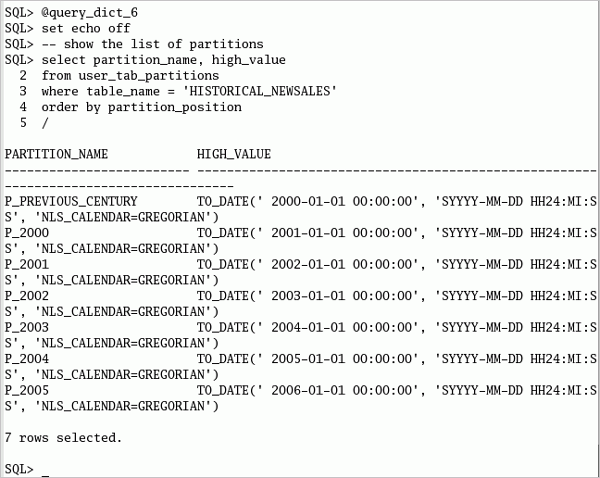 SQL> @query_dict_6
SQL> set echo off
SQL> -- show the list of partitions
SQL> select partition_name, high_value
  2  from user_tab_partitions
  3  where table_name = 'HISTORICAL_NEWSALES'
  4  order by partition_position
  5  /

PARTITION_NAME            HIGH_VALUE
------------------------- ----------------------------------------------------
------------------------------
P_PREVIOUS_CENTURY        TO_DATE(' 2000-01-01 00:00:00', 'SYYYY-MM-DD HH24:MI:S
S', 'NLS_CALENDAR=GREGORIAN')
P_2000                    TO_DATE(' 2001-01-01 00:00:00', 'SYYYY-MM-DD HH24:MI:S
S', 'NLS_CALENDAR=GREGORIAN')
P_2001                    TO_DATE(' 2002-01-01 00:00:00', 'SYYYY-MM-DD HH24:MI:S
S', 'NLS_CALENDAR=GREGORIAN')
P_2002                    TO_DATE(' 2003-01-01 00:00:00', 'SYYYY-MM-DD HH24:MI:S
S', 'NLS_CALENDAR=GREGORIAN')
P_2003                    TO_DATE(' 2004-01-01 00:00:00', 'SYYYY-MM-DD HH24:MI:S
S', 'NLS_CALENDAR=GREGORIAN')
P_2004                    TO_DATE(' 2005-01-01 00:00:00', 'SYYYY-MM-DD HH24:MI:S
S', 'NLS_CALENDAR=GREGORIAN')
P_2005                    TO_DATE(' 2006-01-01 00:00:00', 'SYYYY-MM-DD HH24:MI:S
S', 'NLS_CALENDAR=GREGORIAN')

7 rows selected.

SQL> _